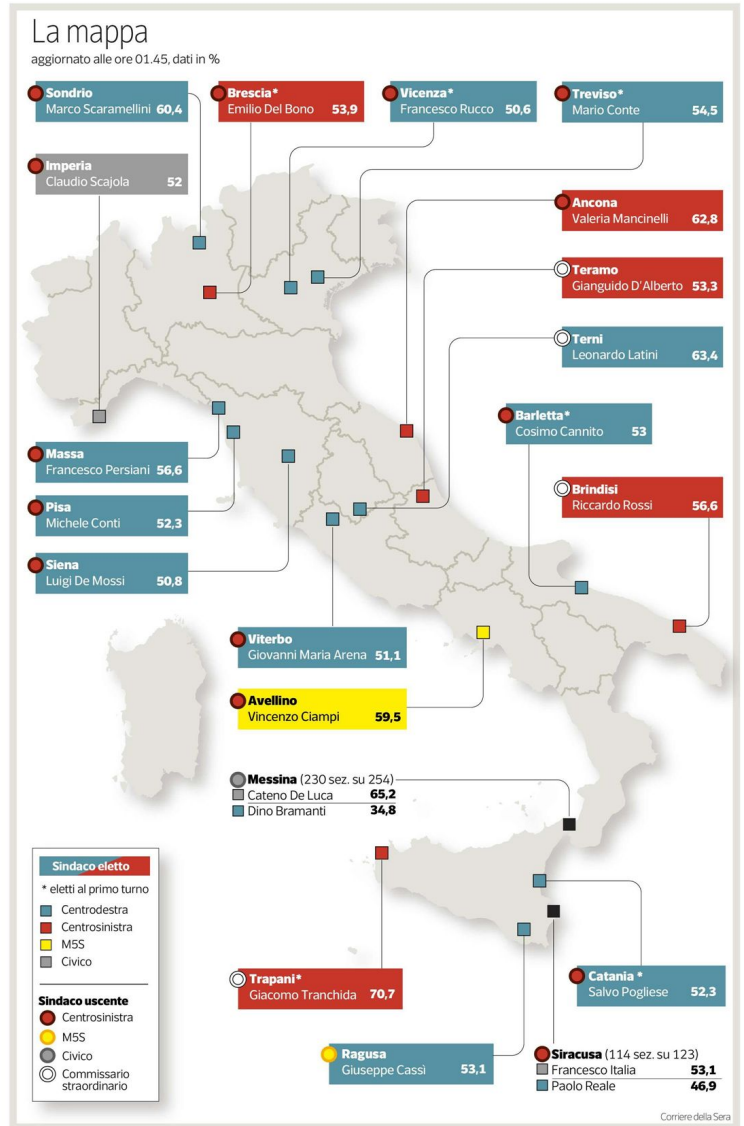 La mappa
aggiornato alle ore 01.45, dati in %
Sondrio
Marco Scaramellini 60,4
Brescia*
Emilio Del Bono 53,9
Vicenza*
Francesco Rucco 50,6
Treviso*
Mario Conte 54,5
Imperia
Claudio Scajola 52
Ancona
Valeria Mancinelli 62,8
Teramo
Gianguido D'Alberto 53,3
Terni
Leonardo Latini 63,4
Barletta*
Cosimo Cannito 53
Massa
Francesco Persiani 56,6
Brindisi
Riccardo Rossi 56,6
Pisa
Michele Conti 52,3
Siena
Luigi De Mossi 50,8
Viterbo
Giovanni Maria Arena 51,1
Avellino
Vincenzo Ciampi 59,5
Messina (230 sez. su 254)
Cateno De Luca 65,2
Dino Bramanti 34,8
Sindaco eletto
* eletti al primo turno
Centrodestra
Centrosinistra
M5S
Civico
Sindaco uscente
Centrosinistra
M5S
Civico
Commissario
straordinario
Trapani*
Giacomo Tranchida 70,7
Catania *
Salvo Pogliese 52,3
Ragusa
Giuseppe Cassì 53,1
Siracusa (114 sez. su 123)
Francesco Italia 53,1
Paolo Reale 46,9
Corriere della Sera